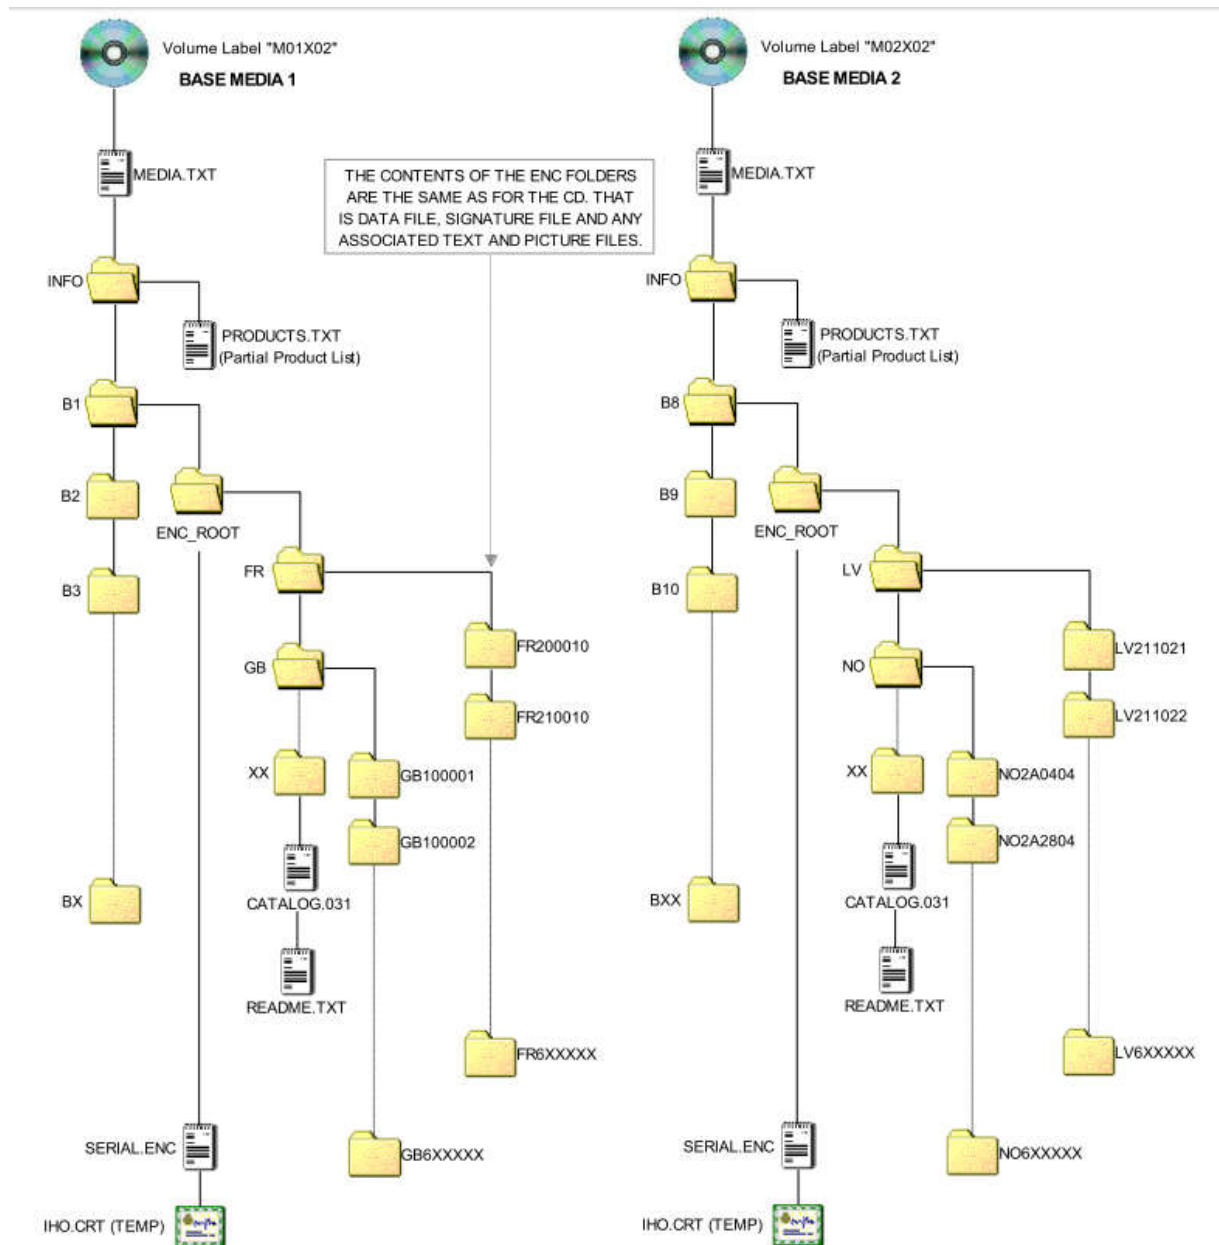 Volume Label "M01X02"
BASE MEDIA 1
MEDIA.TXT
THE CONTENTS OF THE ENC FOLDERS
ARE THE SAME AS FOR THE CD. THAT
IS DATA FILE, SIGNATURE FILE AND ANY
ASSOCIATED TEXT AND PICTURE FILES.
INFO
PRODUCTS.TXT
(Partial Product List)
B1
B2
ENC_ROOT
B3
FR
FR200010
GB
FR210010
XX
GB100001
GB100002
BX
CATALOG.031
README.TXT
FR6XXXXX
SERIAL.ENC
GB6XXXXX
IHO.CRT (TEMP)
Volume Label "M02X02"
BASE MEDIA 2
MEDIA.TXT
INFO
PRODUCTS.TXT
(Partial Product List)
B8
B9
ENC_ROOT
B10
LV
LV211021
NO
LV211022
XX
NO2A0404
NO2A2804
BXX
CATALOG.031
README.TXT
LV6XXXXX
SERIAL.ENC
NO6XXXXX
IHO.CRT (TEMP)